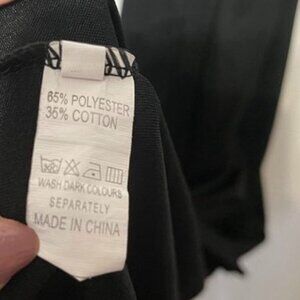 65% POLYESTER
35% COTTON
WASH DARK COLOURS
SEPARATELY
MADE IN CHINA